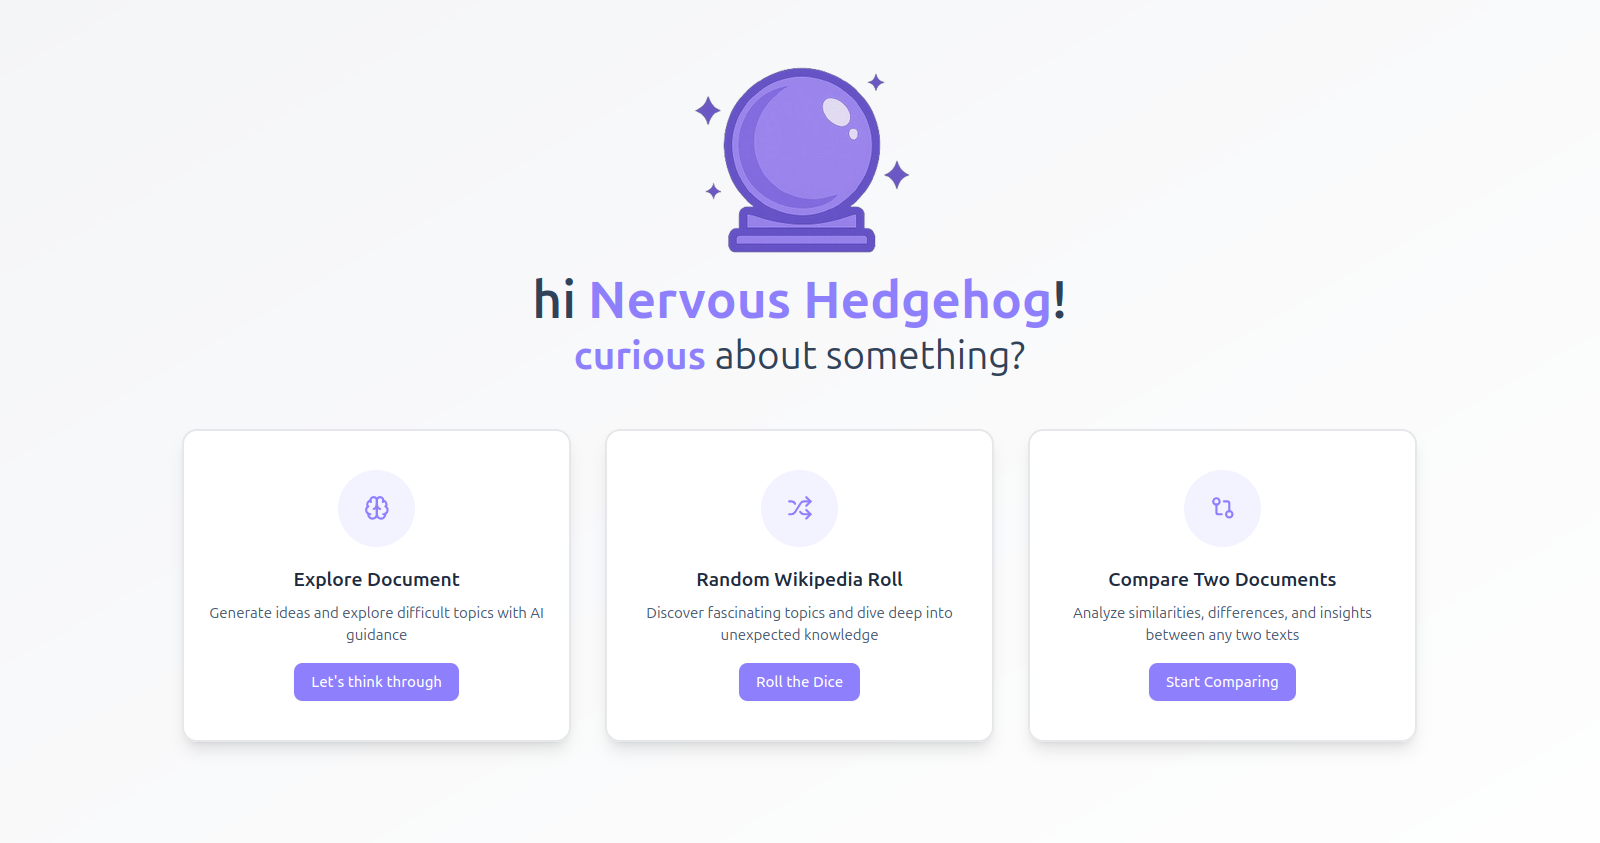 hi Nervous Hedgehog!
curious about something?
Explore Document
Generate ideas and explore difficult topics with AI
guidance
Let's think through
Random Wikipedia Roll
Discover fascinating topics and dive deep into
unexpected knowledge
Roll the Dice
Compare Two Documents
Analyze similarities, differences, and insights
between any two texts
Start Comparing